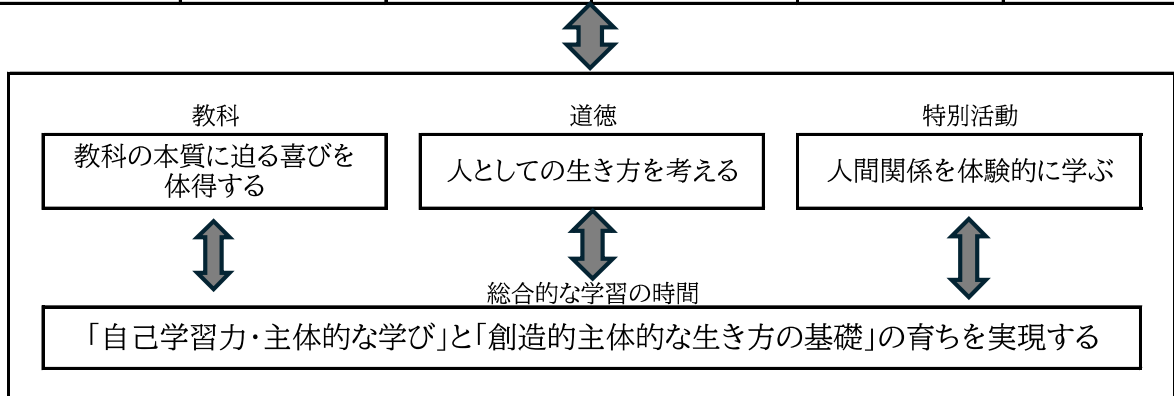 教科
教科の本質に迫る喜びを
体得する
道徳
人としての生き方を考える
特別活動
人間関係を体験的に学ぶ
総合的な学習の時間
「自己学習力・主体的な学び」と「創造的主体的な生き方の基礎」の育ちを実現する